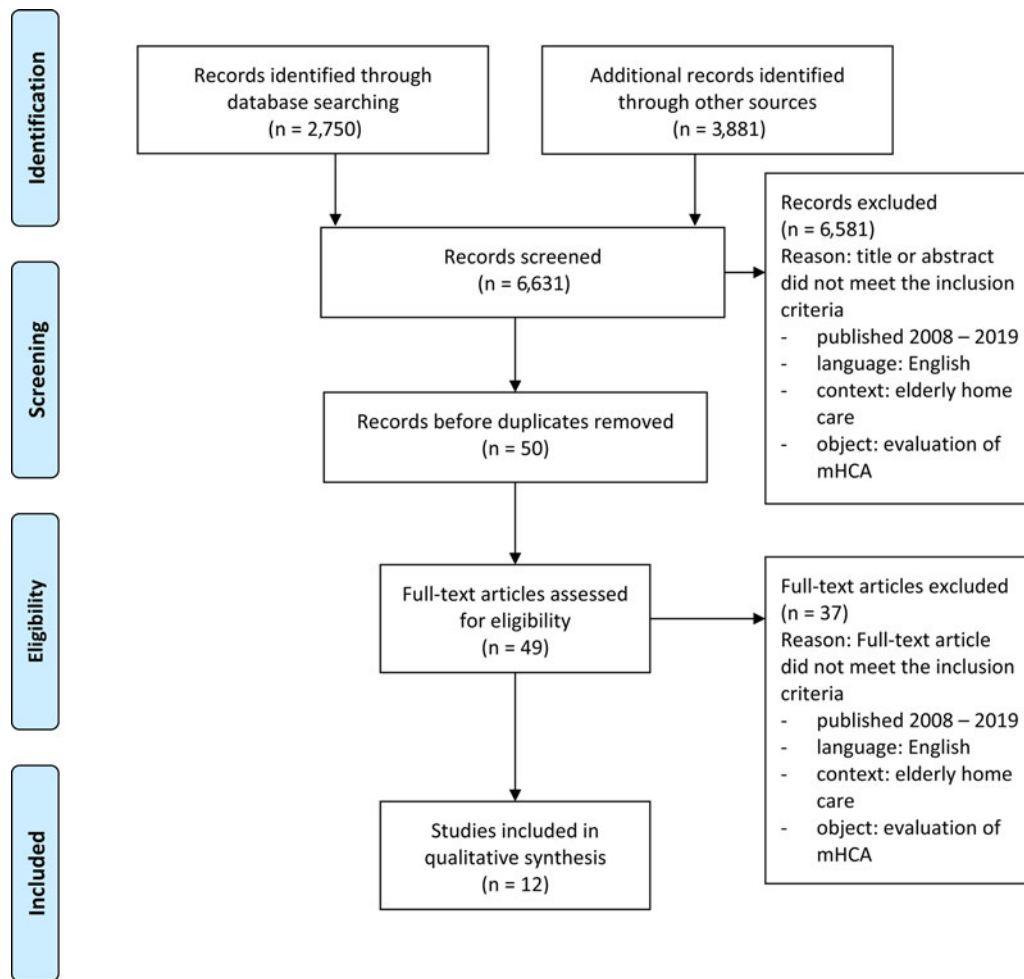 Identification
Records identified through
database searching
(n = 2,750)
Additional records identified
through other sources
(n = 3,881)
Records excluded
(n = 6,581)
Reason: title or abstract
did not meet the inclusion
criteria
- published 2008 – 2019
- language: English
- context: elderly home
care
- object: evaluation of
mHCA
Screening
Records screened
(n = 6,631)
Records before duplicates removed
(n = 50)
Eligibility
Full-text articles assessed
for eligibility
(n = 49)
Full-text articles excluded
(n = 37)
Reason: Full-text article
did not meet the inclusion
criteria
- published 2008 – 2019
- language: English
- context: elderly home
care
- object: evaluation of
mHCA
Included
Studies included in
qualitative synthesis
(n = 12)